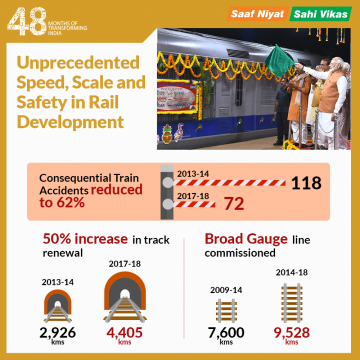 48 MONTHS OF
TRANSFORMING
INDIA
Saaf Niyat Sahi Vikas
Unprecedented
Speed, Scale and
Safety in Rail
Development
Consequential Train
Accidents reduced
to 62%
2013-14
118
2017-18
72
50% increase in track
renewal
2013-14
2,926
kms
2017-18
4,405
kms
Broad Gauge line
commissioned
2009-14
7,600
kms
2014-18
9,528
kms